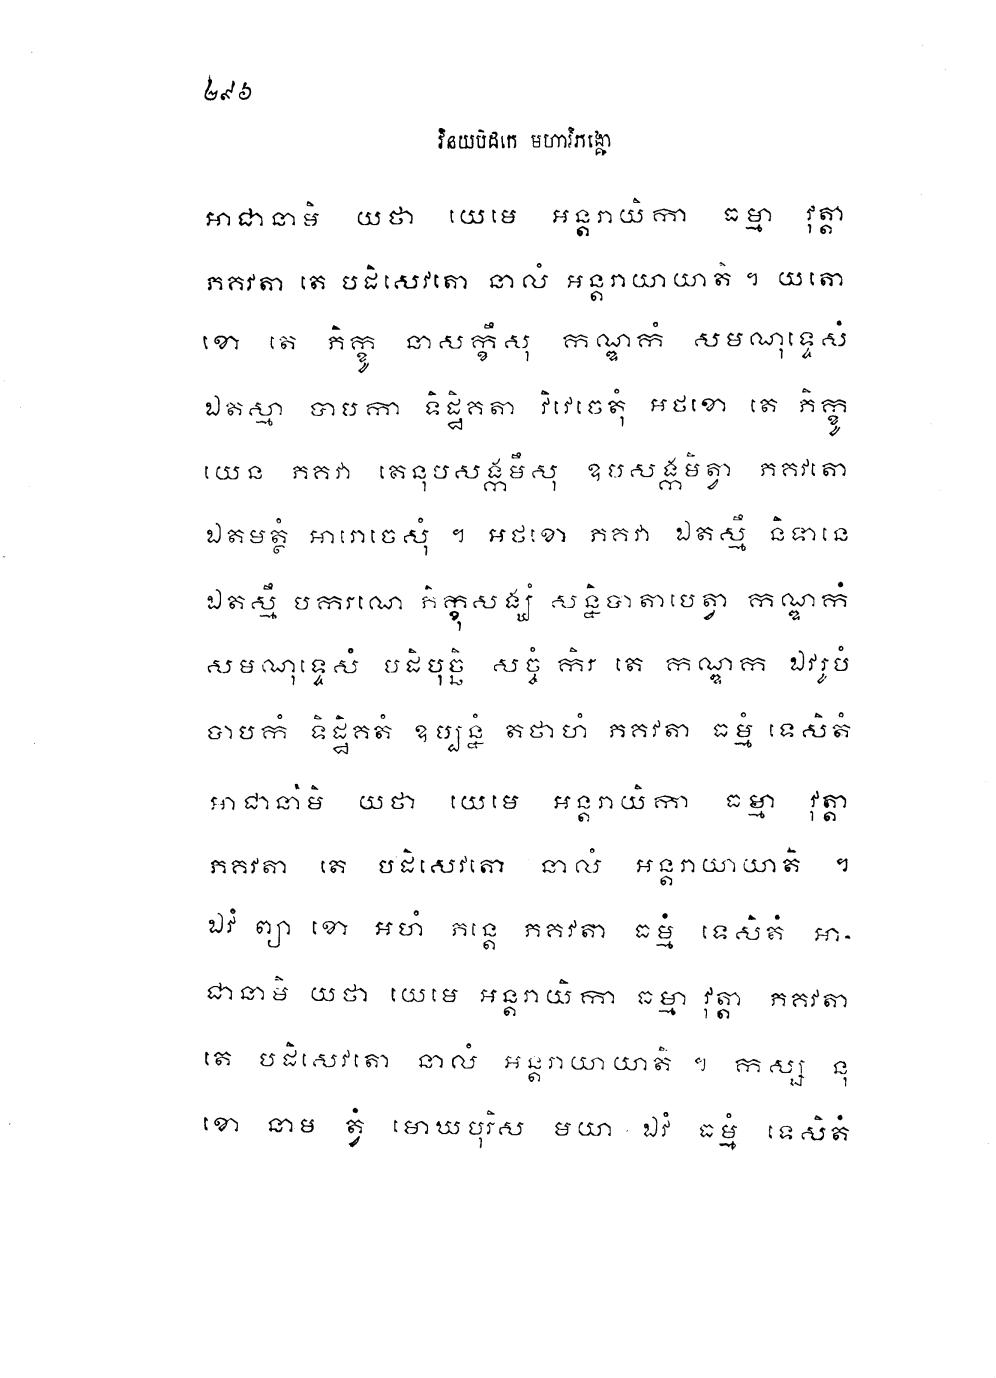 ២៩៦
វិនយបិដកេ មហាវិភង្គោ
អាជានាមិ យថា យេមេ អន្តរាយិកា ធម្មា វុត្តា
ភគវតា តេ បដិសេវតោ នាលំ អន្តរាយាយាតិ ។ យតោ
ខោ តេ ភិក្ខូ នាសក្ខឹសុ កណ្ឌកំ សមណុទ្ទេសំ
ឯតស្មា បាបកា ទិដ្ឋិគតា វិវេចេតុំ អថខោ តេ ភិក្ខូ
យេន ភគវា តេនុបសង្កមឹសុ ឧបសង្កមិត្វា ភគវតោ
ឯតមត្ថំ អារោចេសុំ ។ អថខោ ភគវា ឯតស្មឹ និទានេ
ឯតស្មឹ បករណេ ភិក្ខុសង្ឃំ សន្និបាតាបេត្វា កណ្ឌកំ
សមណុទ្ទេសំ បដិបុច្ឆិ សច្ចំ កិរ តេ កណ្ឌក ឯវរូបំ
បាបកំ ទិដ្ឋិគតំ ឧប្បន្នំ តថាហំ ភគវតា ធម្មំ ទេសិតំ
អាជានាមិ យថា យេមេ អន្តរាយិកា ធម្មា វុត្តា
ភគវតា តេ បដិសេវតោ នាលំ អន្តរាយាយាតិ ។
ឯវំ ព្យា ខោ អហំ ភន្តេ ភគវតា ធម្មំ ទេសិតំ អា-
ជានាមិ យថា យេមេ អន្តរាយិកា ធម្មា វុត្តា ភគវតា
តេ បដិសេវតោ នាលំ អន្តរាយាយាតិ ។ កស្ស នុ
ខោ នាម ត្វំ មោឃបុរិស មយា ឯវំ ធម្មំ ទេសិតំ